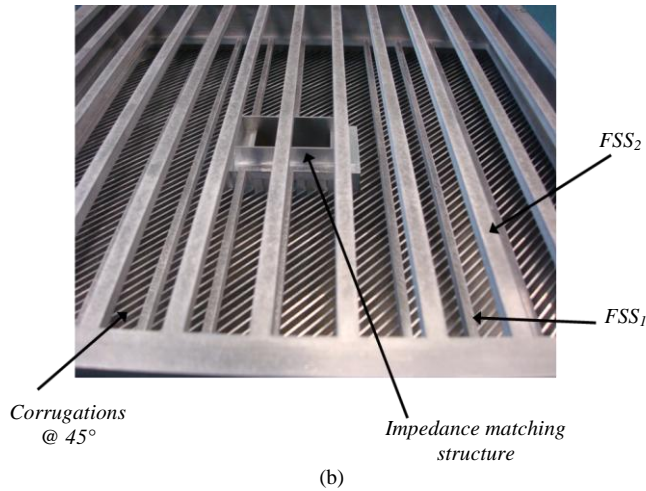 FSS2
FSS1
Corrugations
@ 45°
Impedance matching
structure
(b)